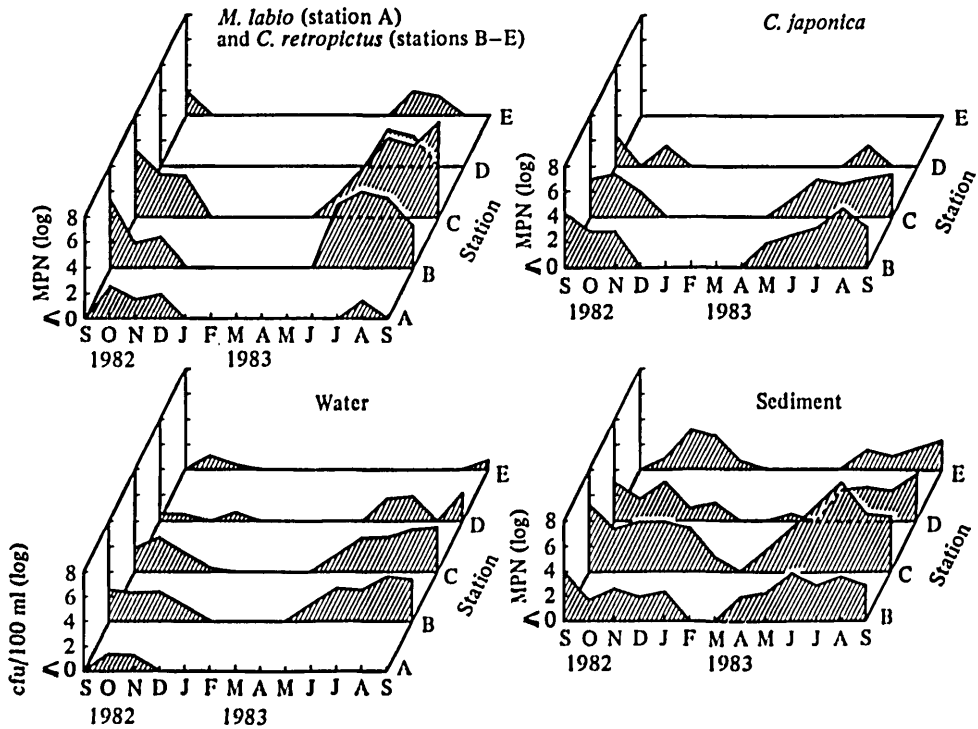 M. labio (station A)
and C. retropictus (stations B–E)
E
D
C
B
A
Station
8
6
4
2
Λ 0
MPN (log)
S O N D J F M A M J J A S
1982 1983
C. japonica
E
D
C
B
Station
8
6
4
2
Λ 0
MPN (log)
S O N D J F M A M J J A S
1982 1983
Water
E
D
C
B
A
Station
8
6
4
2
Λ 0
cfu/100 ml (log)
S O N D J F M A M J J A S
1982 1983
Sediment
E
D
C
B
Station
8
6
4
2
Λ 0
MPN (log)
S O N D J F M A M J J A S
1982 1983